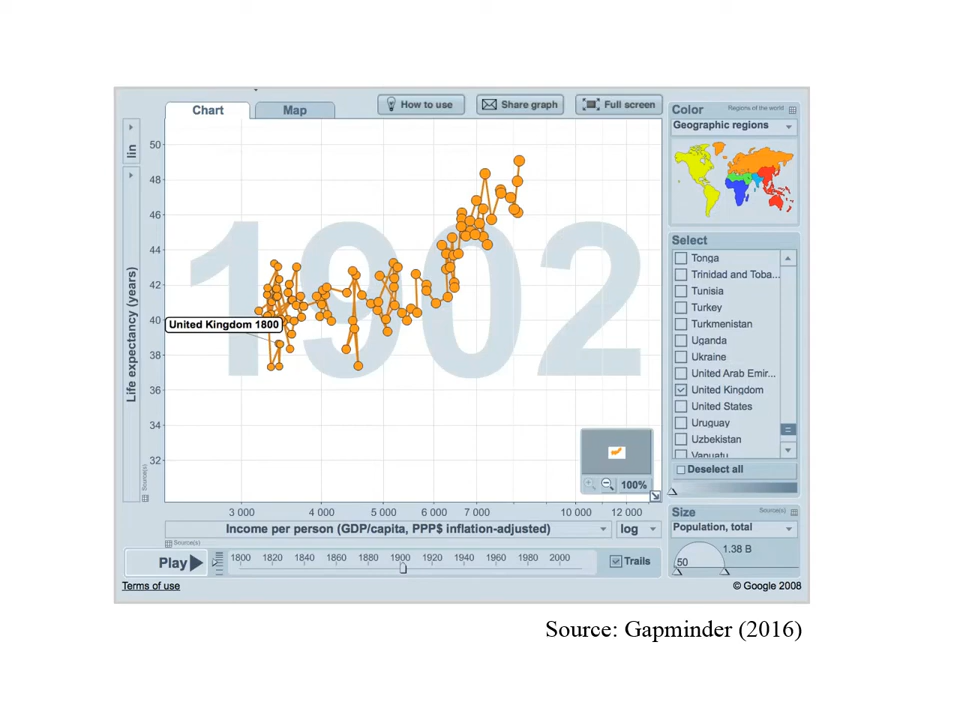 Chart
Map
How to use
Share graph
Full screen
Color
Regions of the world
Geographic regions
lin
Life expectancy (years)
50
48
46
44
42
40
38
36
34
32
1902
United Kingdom 1800
Select
Tonga
Trinidad and Toba...
Tunisia
Turkey
Turkmenistan
Uganda
Ukraine
United Arab Emir...
United Kingdom
United States
Uruguay
Uzbekistan
Vanuatu
Deselect all
100%
Source(s)
3 000 4 000 5 000 6 000 7 000 10 000 12 000
Income per person (GDP/capita, PPP$ inflation-adjusted)
log
Source(s)
Size
Source(s)
Population, total
1.38 B
50
Play
1800 1820 1840 1860 1880 1900 1920 1940 1960 1980 2000
Trails
Terms of use
© Google 2008
Source: Gapminder (2016)